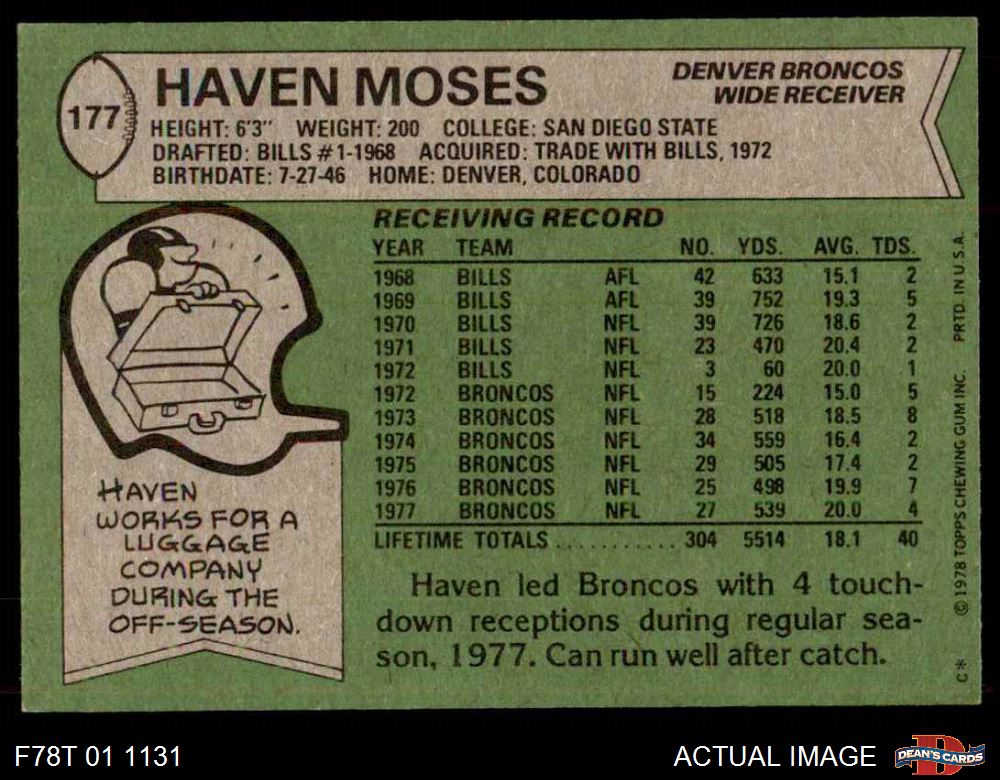 177
HAVEN MOSES
DENVER BRONCOS
WIDE RECEIVER
HEIGHT: 6'3" WEIGHT: 200 COLLEGE: SAN DIEGO STATE
DRAFTED: BILLS #1-1968 ACQUIRED: TRADE WITH BILLS, 1972
BIRTHDATE: 7-27-46 HOME: DENVER, COLORADO
RECEIVING RECORD
YEAR TEAM NO. YDS. AVG. TDS.
1968 BILLS AFL 42 633 15.1 2
1969 BILLS AFL 39 752 19.3 5
1970 BILLS NFL 39 726 18.6 2
1971 BILLS NFL 23 470 20.4 2
1972 BILLS NFL 3 60 20.0 1
1972 BRONCOS NFL 15 224 15.0 5
1973 BRONCOS NFL 28 518 18.5 8
1974 BRONCOS NFL 34 559 16.4 2
1975 BRONCOS NFL 29 505 17.4 2
1976 BRONCOS NFL 25 498 19.9 7
1977 BRONCOS NFL 27 539 20.0 4
LIFETIME TOTALS ........... 304 5514 18.1 40
HAVEN
WORKS FOR A
LUGGAGE
COMPANY
DURING THE
OFF-SEASON.
Haven led Broncos with 4 touch-
down receptions during regular sea-
son, 1977. Can run well after catch.
C* © 1978 TOPPS CHEWING GUM INC. PRTD. IN U.S.A.
F78T 01 1131
ACTUAL IMAGE
D
DEAN'S CARDS